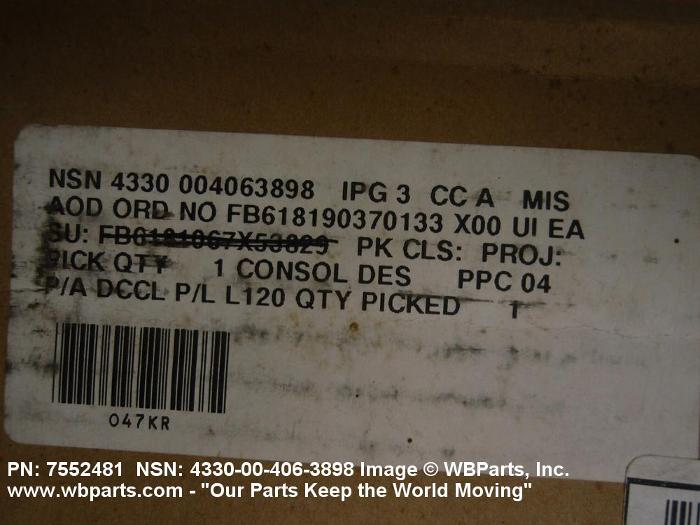 NSN 4330 004063898 IPG 3 CC A MIS
AOD ORD NO FB618190370133 X00 UI EA
SU: FB6181067X53829 PK CLS: PROJ:
PICK QTY 1 CONSOL DES PPC 04
P/A DCCL P/L L120 QTY PICKED 1
047KR
PN: 7552481 NSN: 4330-00-406-3898 Image © WBParts, Inc.
www.wbparts.com - "Our Parts Keep the World Moving"